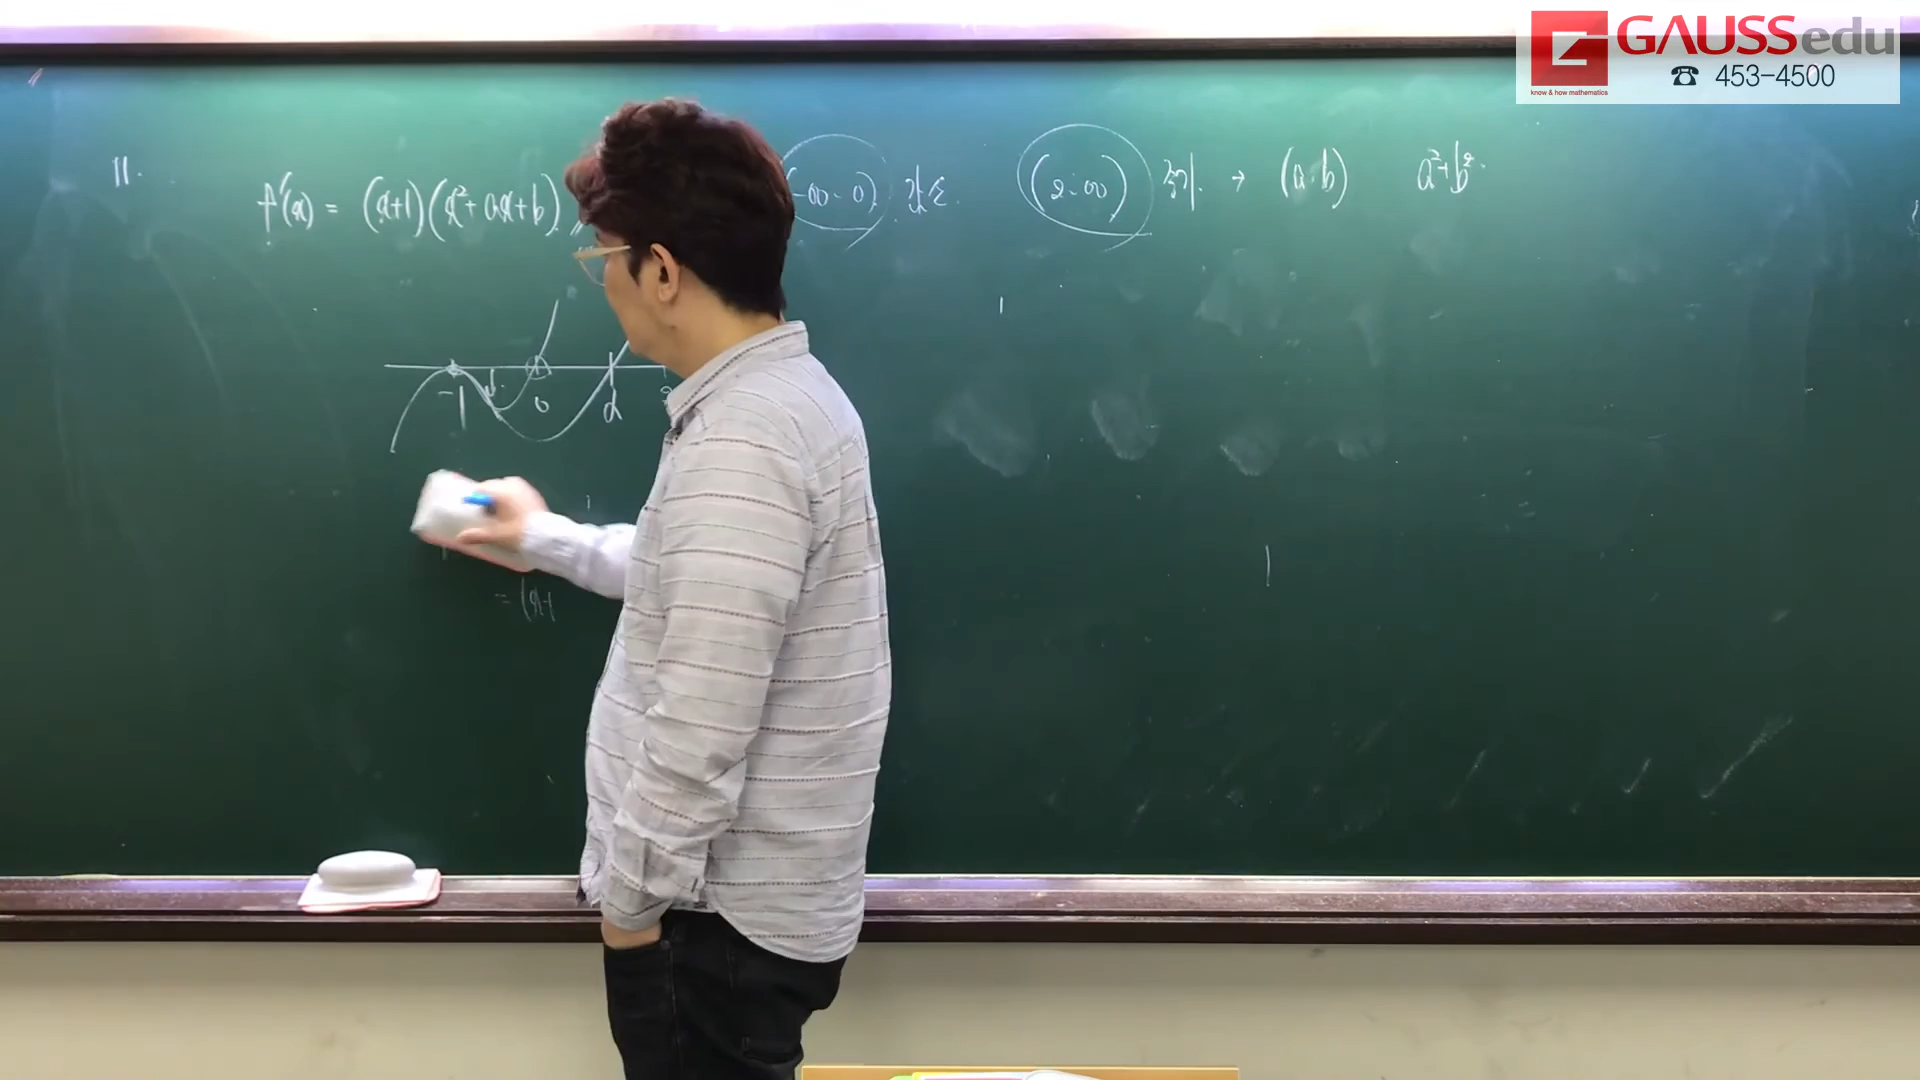 GAUSSedu
know & how mathematics
☎ 453-4500
11.
f'(x) = (x+1)(x²+ax+b)
(-∞. 0). 감소.
(2. ∞) 증가. → (a. b) a²+b².
-1 0 α
= (x+